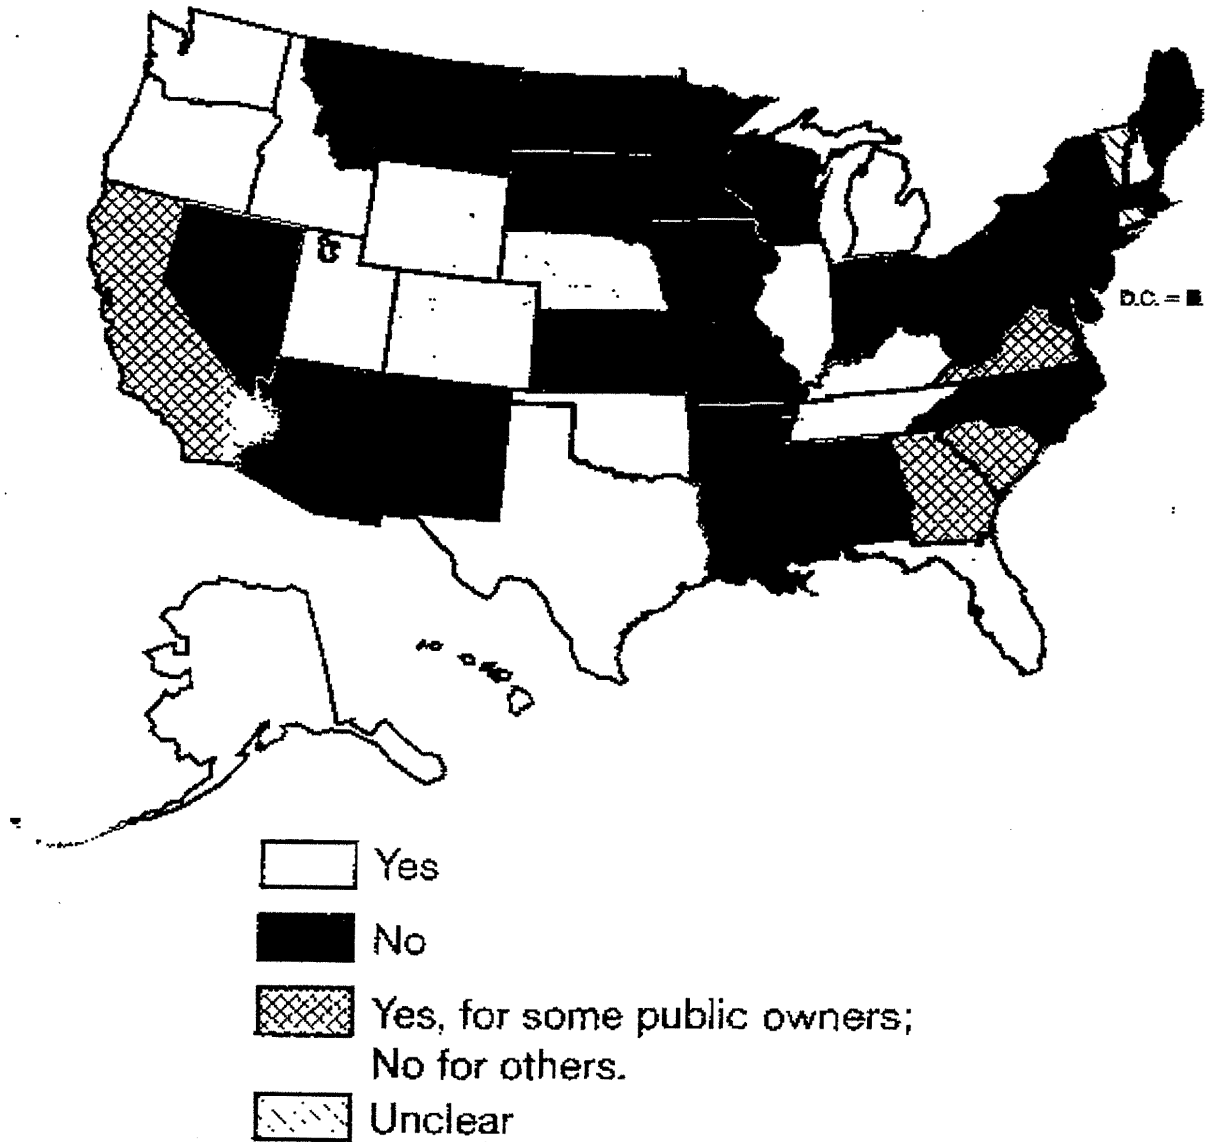 D.C. = ■
Yes
No
Yes, for some public owners;
No for others.
Unclear